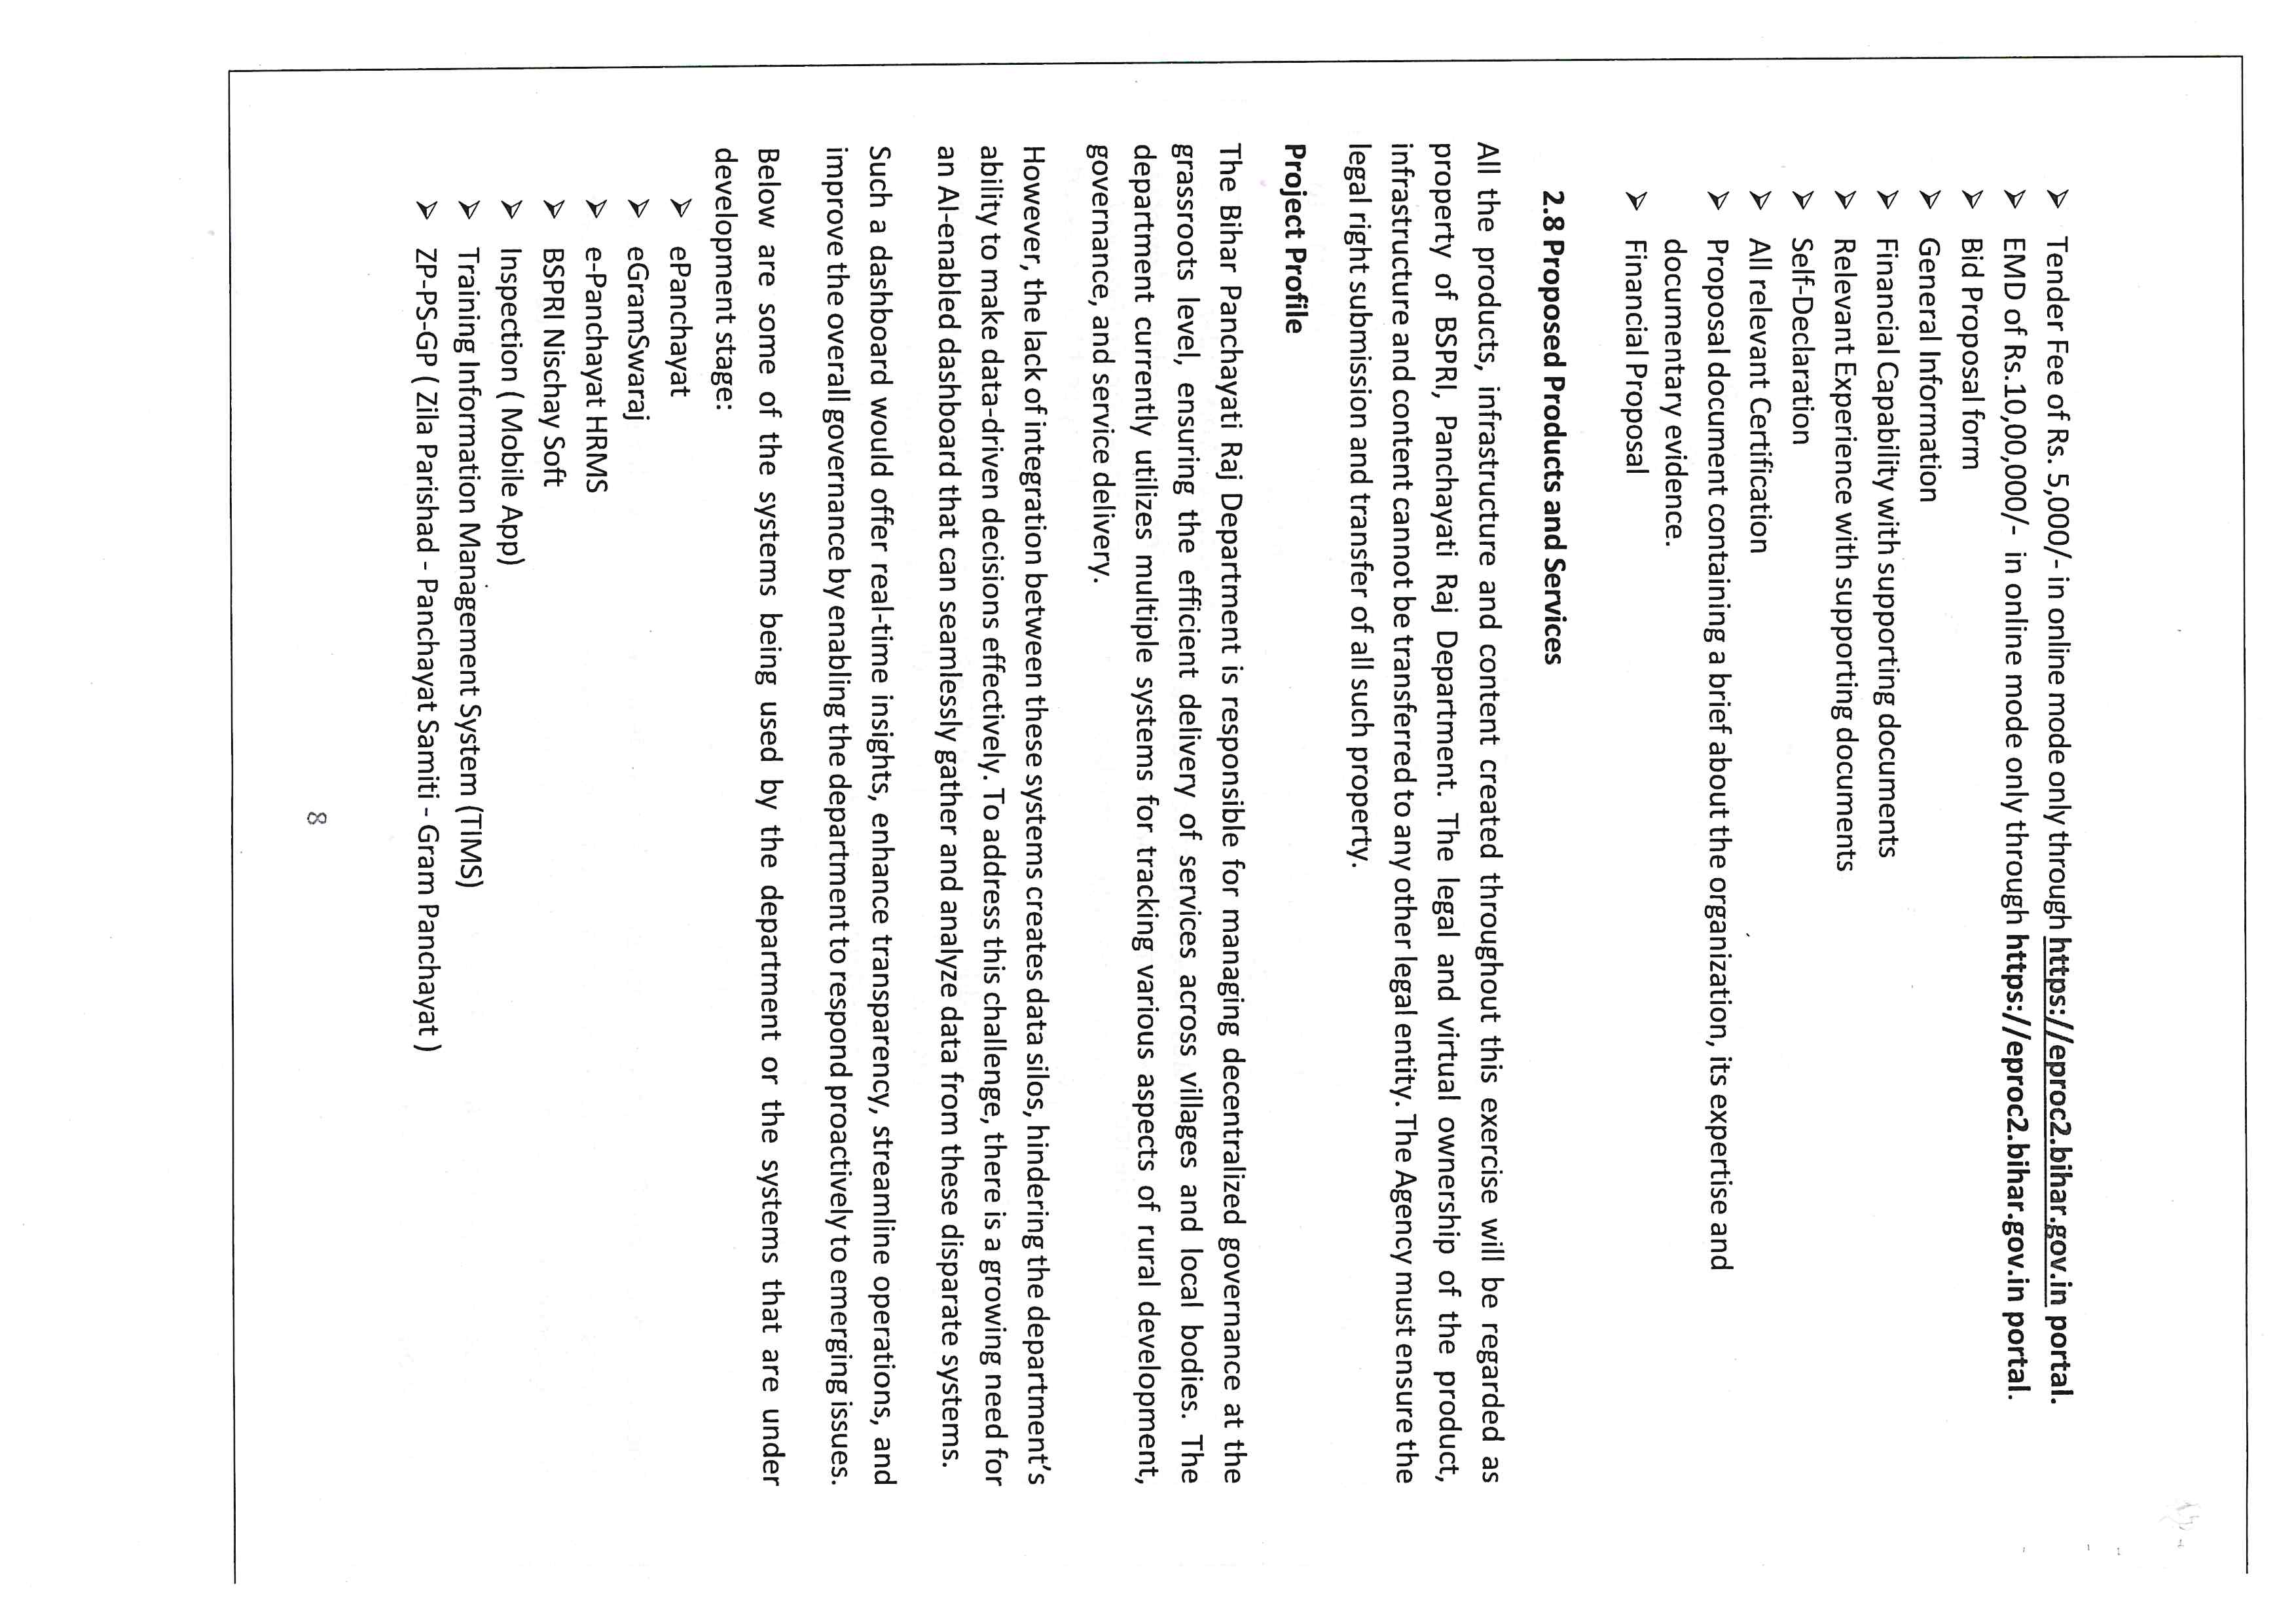 ➢ Tender Fee of Rs. 5,000/- in online mode only through https://eproc2.bihar.gov.in portal.
➢ EMD of Rs.10,00,000/- in online mode only through https://eproc2.bihar.gov.in portal.
➢ Bid Proposal form
➢ General Information
➢ Financial Capability with supporting documents
➢ Relevant Experience with supporting documents
➢ Self-Declaration
➢ All relevant Certification
➢ Proposal document containing a brief about the organization, its expertise and
documentary evidence.
➢ Financial Proposal
2.8 Proposed Products and Services
All the products, infrastructure and content created throughout this exercise will be regarded as
property of BSPRI, Panchayati Raj Department. The legal and virtual ownership of the product,
infrastructure and content cannot be transferred to any other legal entity. The Agency must ensure the
legal right submission and transfer of all such property.
Project Profile
The Bihar Panchayati Raj Department is responsible for managing decentralized governance at the
grassroots level, ensuring the efficient delivery of services across villages and local bodies. The
department currently utilizes multiple systems for tracking various aspects of rural development,
governance, and service delivery.
However, the lack of integration between these systems creates data silos, hindering the department's
ability to make data-driven decisions effectively. To address this challenge, there is a growing need for
an AI-enabled dashboard that can seamlessly gather and analyze data from these disparate systems.
Such a dashboard would offer real-time insights, enhance transparency, streamline operations, and
improve the overall governance by enabling the department to respond proactively to emerging issues.
Below are some of the systems being used by the department or the systems that are under
development stage:
➢ ePanchayat
➢ eGramSwaraj
➢ e-Panchayat HRMS
➢ BSPRI Nischay Soft
➢ Inspection ( Mobile App)
➢ Training Information Management System (TIMS)
➢ ZP-PS-GP ( Zila Parishad - Panchayat Samiti - Gram Panchayat )
8